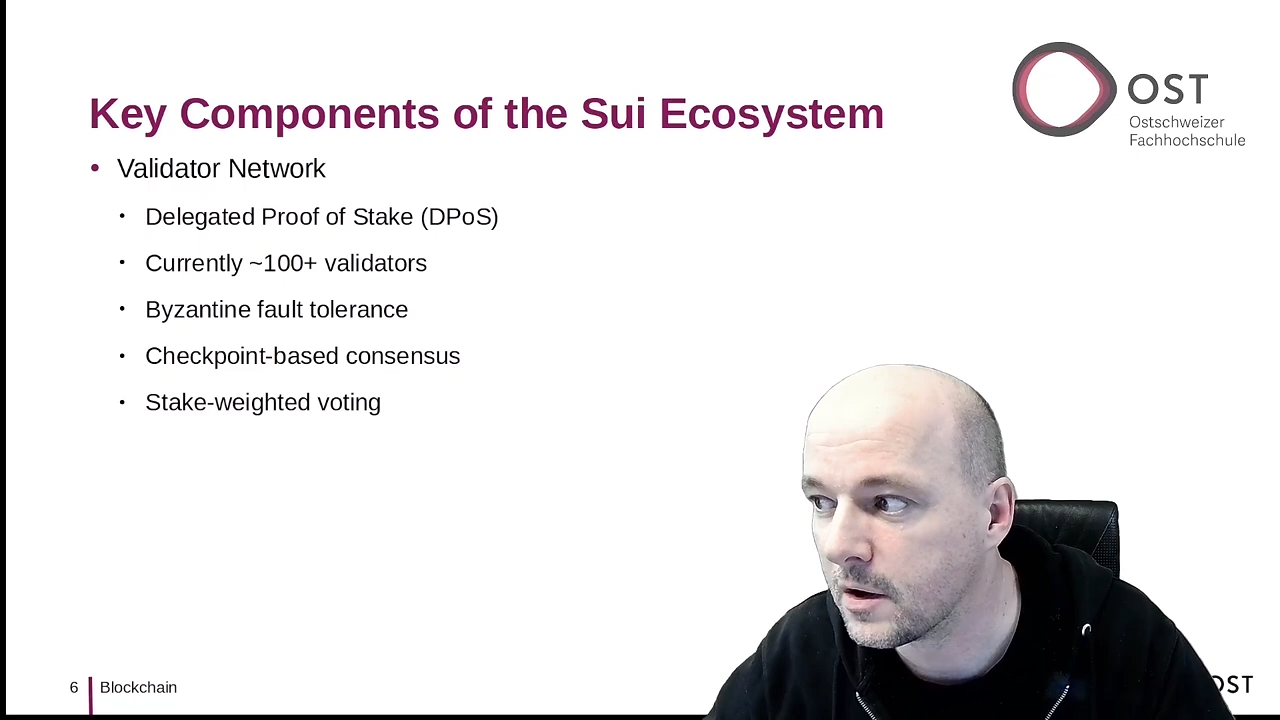 OST
Ostschweizer
Fachhochschule
Key Components of the Sui Ecosystem
• Validator Network
• Delegated Proof of Stake (DPoS)
• Currently ~100+ validators
• Byzantine fault tolerance
• Checkpoint-based consensus
• Stake-weighted voting
6 Blockchain
OST